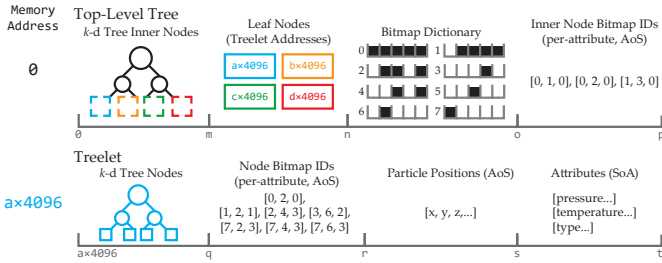 Memory
Address
Top-Level Tree
k-d Tree Inner Nodes
Leaf Nodes
(Treelet Addresses)
Bitmap Dictionary
Inner Node Bitmap IDs
(per-attribute, AoS)
0
a×4096 b×4096
c×4096 d×4096
0 1
2 3
4 5
6 7
[0, 1, 0], [0, 2, 0], [1, 3, 0]
0 m n o p
Treelet
k-d Tree Nodes
Node Bitmap IDs
(per-attribute, AoS)
Particle Positions (AoS)
Attributes (SoA)
a×4096
[0, 2, 0],
[1, 2, 1], [2, 4, 3], [3, 6, 2],
[7, 2, 3], [7, 4, 3], [7, 6, 3]
[x, y, z,...]
[pressure...]
[temperature...]
[type...]
a×4096 q r s t